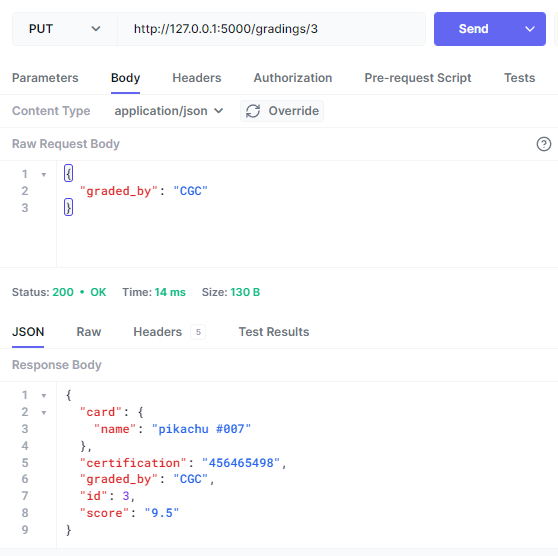 PUT http://127.0.0.1:5000/gradings/3 Send
Parameters Body Headers Authorization Pre-request Script Tests
Content Type application/json Override
Raw Request Body
1 {
2 "graded_by": "CGC"
3 }
Status: 200 • OK Time: 14 ms Size: 130 B
JSON Raw Headers 5 Test Results
Response Body
1 {
2 "card": {
3 "name": "pikachu #007"
4 },
5 "certification": "456465498",
6 "graded_by": "CGC",
7 "id": 3,
8 "score": "9.5"
9 }